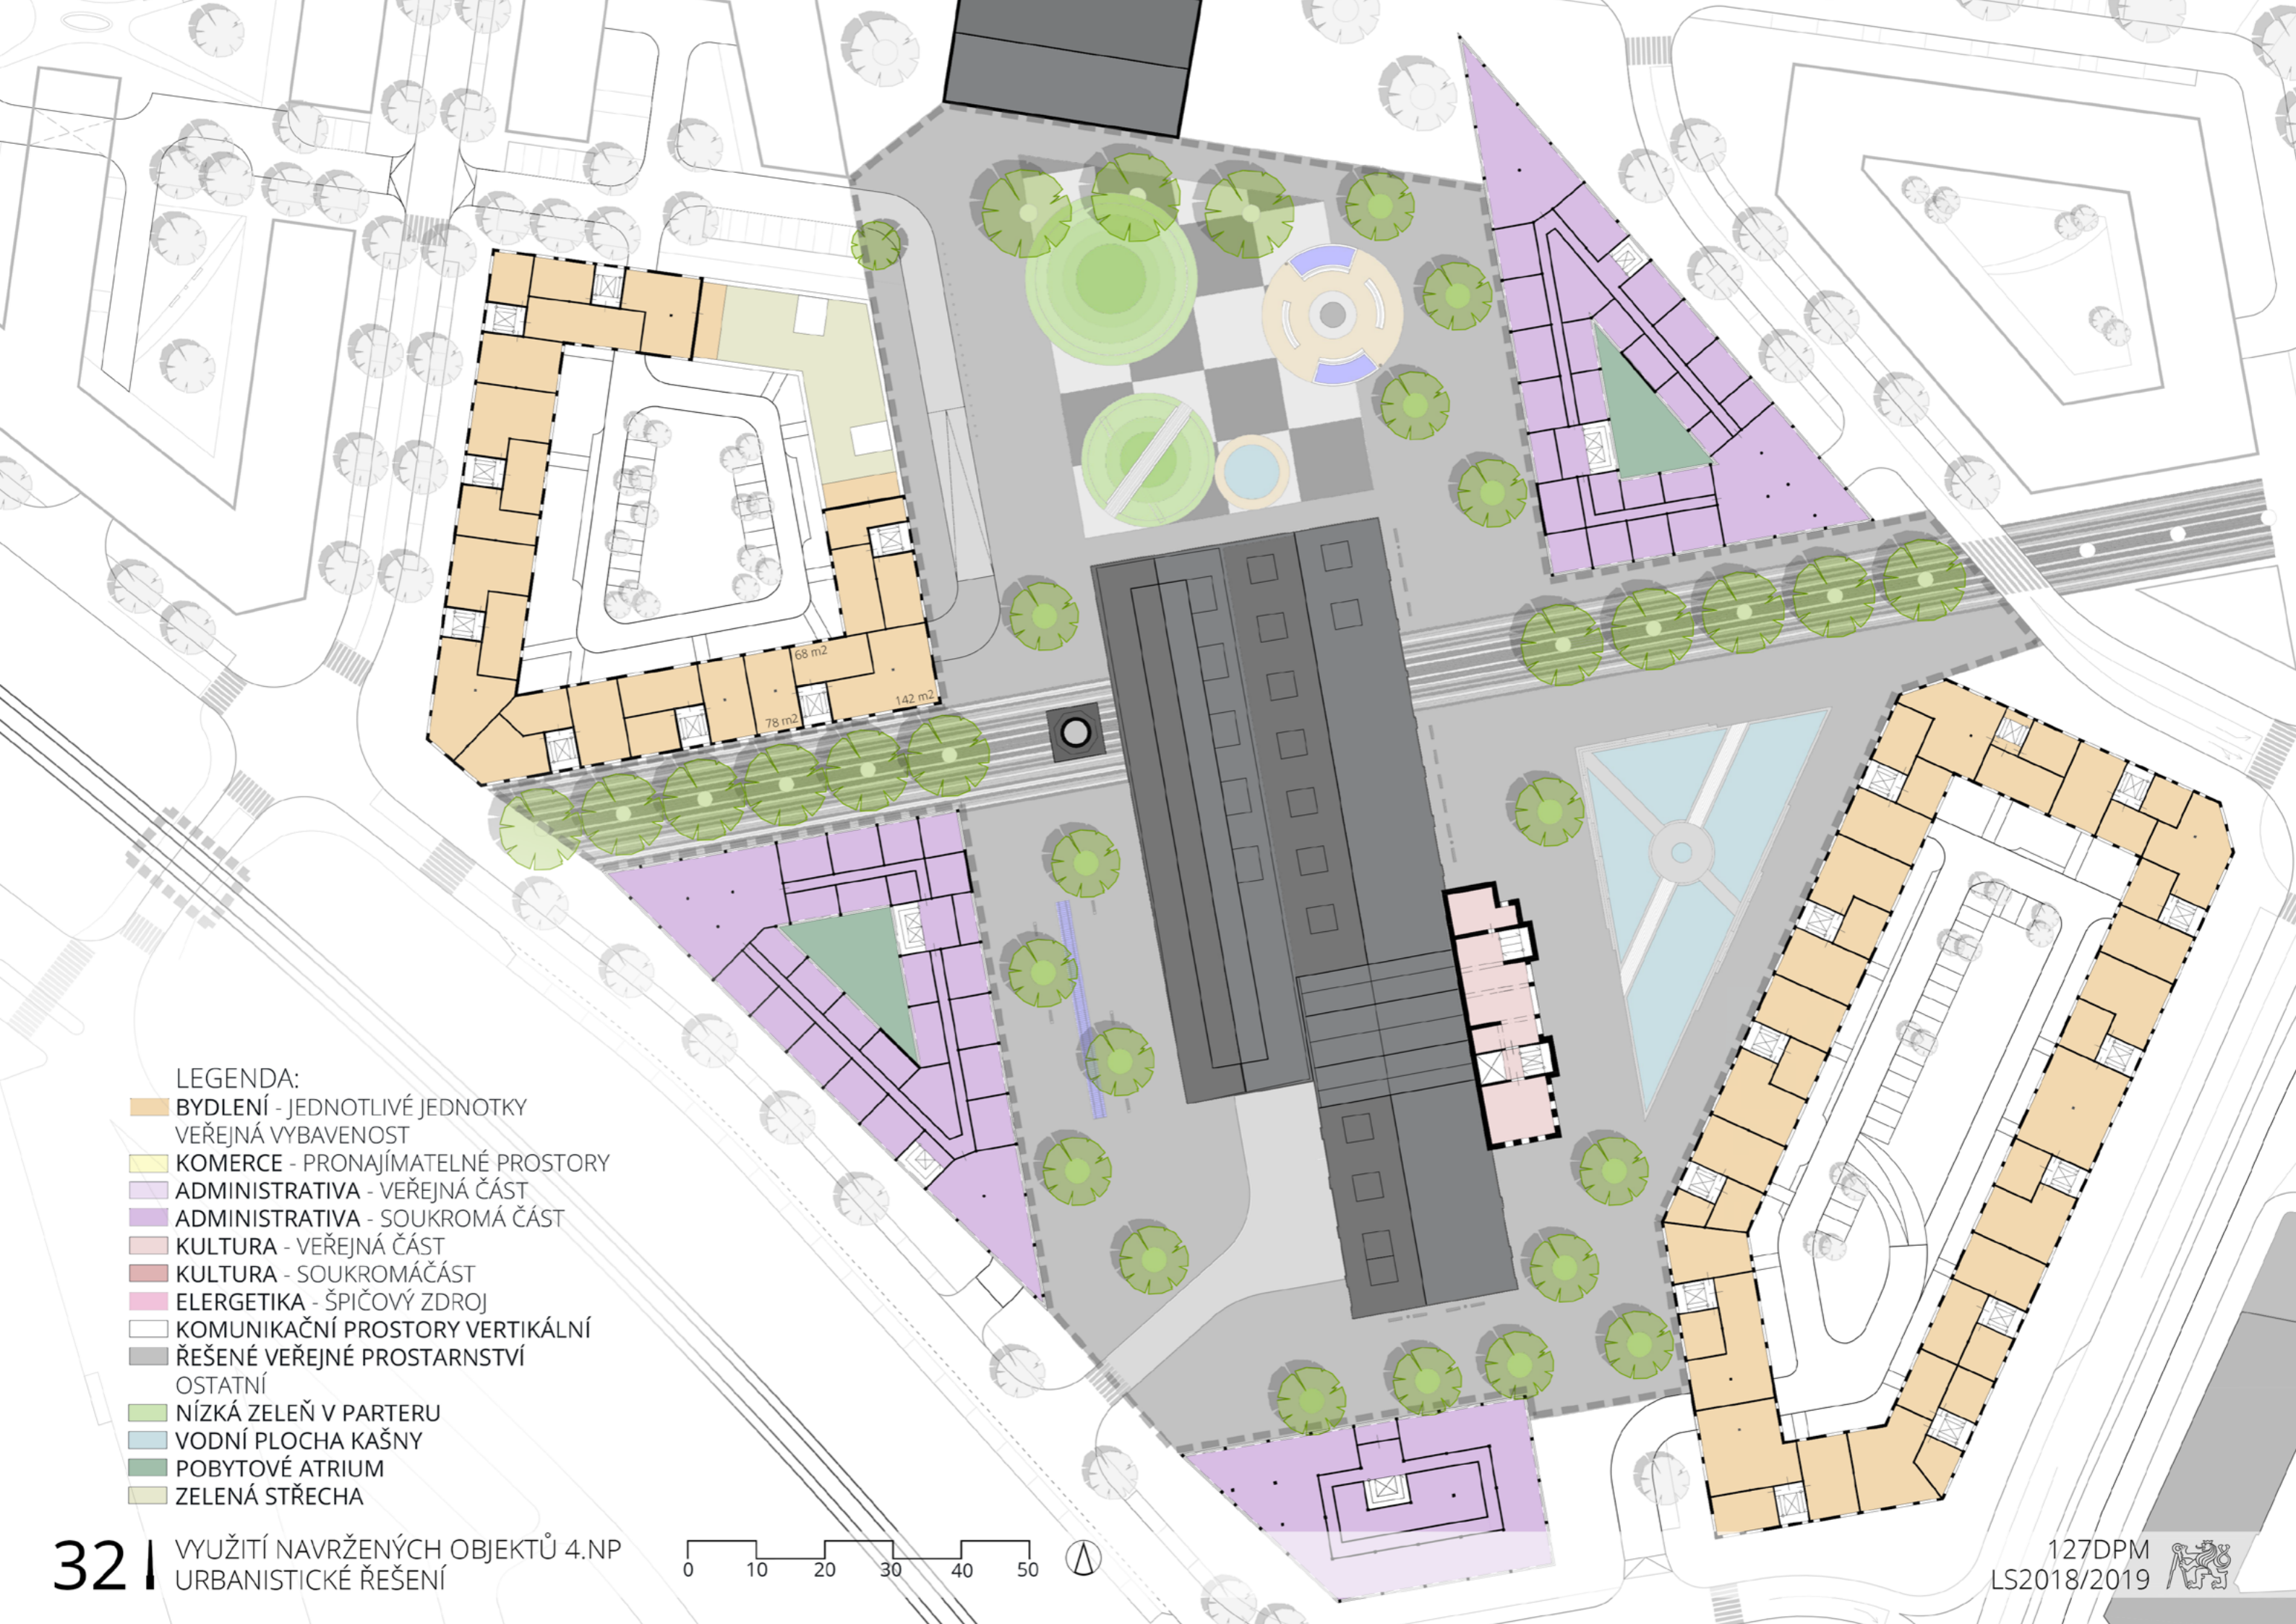 68 m2
142 m2
78 m2
LEGENDA:
BYDLENÍ - JEDNOTLIVÉ JEDNOTKY
VEŘEJNÁ VYBAVENOST
KOMERCE - PRONAJÍMATELNÉ PROSTORY
ADMINISTRATIVA - VEŘEJNÁ ČÁST
ADMINISTRATIVA - SOUKROMÁ ČÁST
KULTURA - VEŘEJNÁ ČÁST
KULTURA - SOUKROMÁČÁST
ELERGETIKA - ŠPIČOVÝ ZDROJ
KOMUNIKAČNÍ PROSTORY VERTIKÁLNÍ
ŘEŠENÉ VEŘEJNÉ PROSTARNSTVÍ
OSTATNÍ
NÍZKÁ ZELEŇ V PARTERU
VODNÍ PLOCHA KAŠNY
POBYTOVÉ ATRIUM
ZELENÁ STŘECHA
32
VYUŽITÍ NAVRŽENÝCH OBJEKTŮ 4.NP
URBANISTICKÉ ŘEŠENÍ
0 10 20 30 40 50
127DPM
LS2018/2019